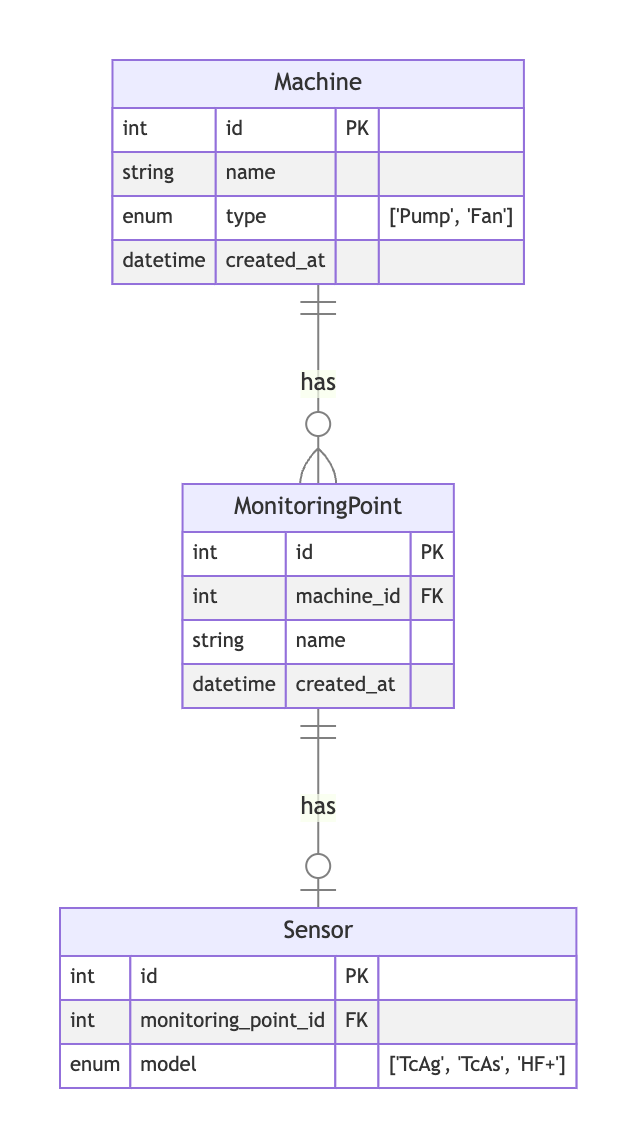 Machine
int id PK
string name
enum type ['Pump', 'Fan']
datetime created_at
has
MonitoringPoint
int id PK
int machine_id FK
string name
datetime created_at
has
Sensor
int id PK
int monitoring_point_id FK
enum model ['TcAg', 'TcAs', 'HF+']